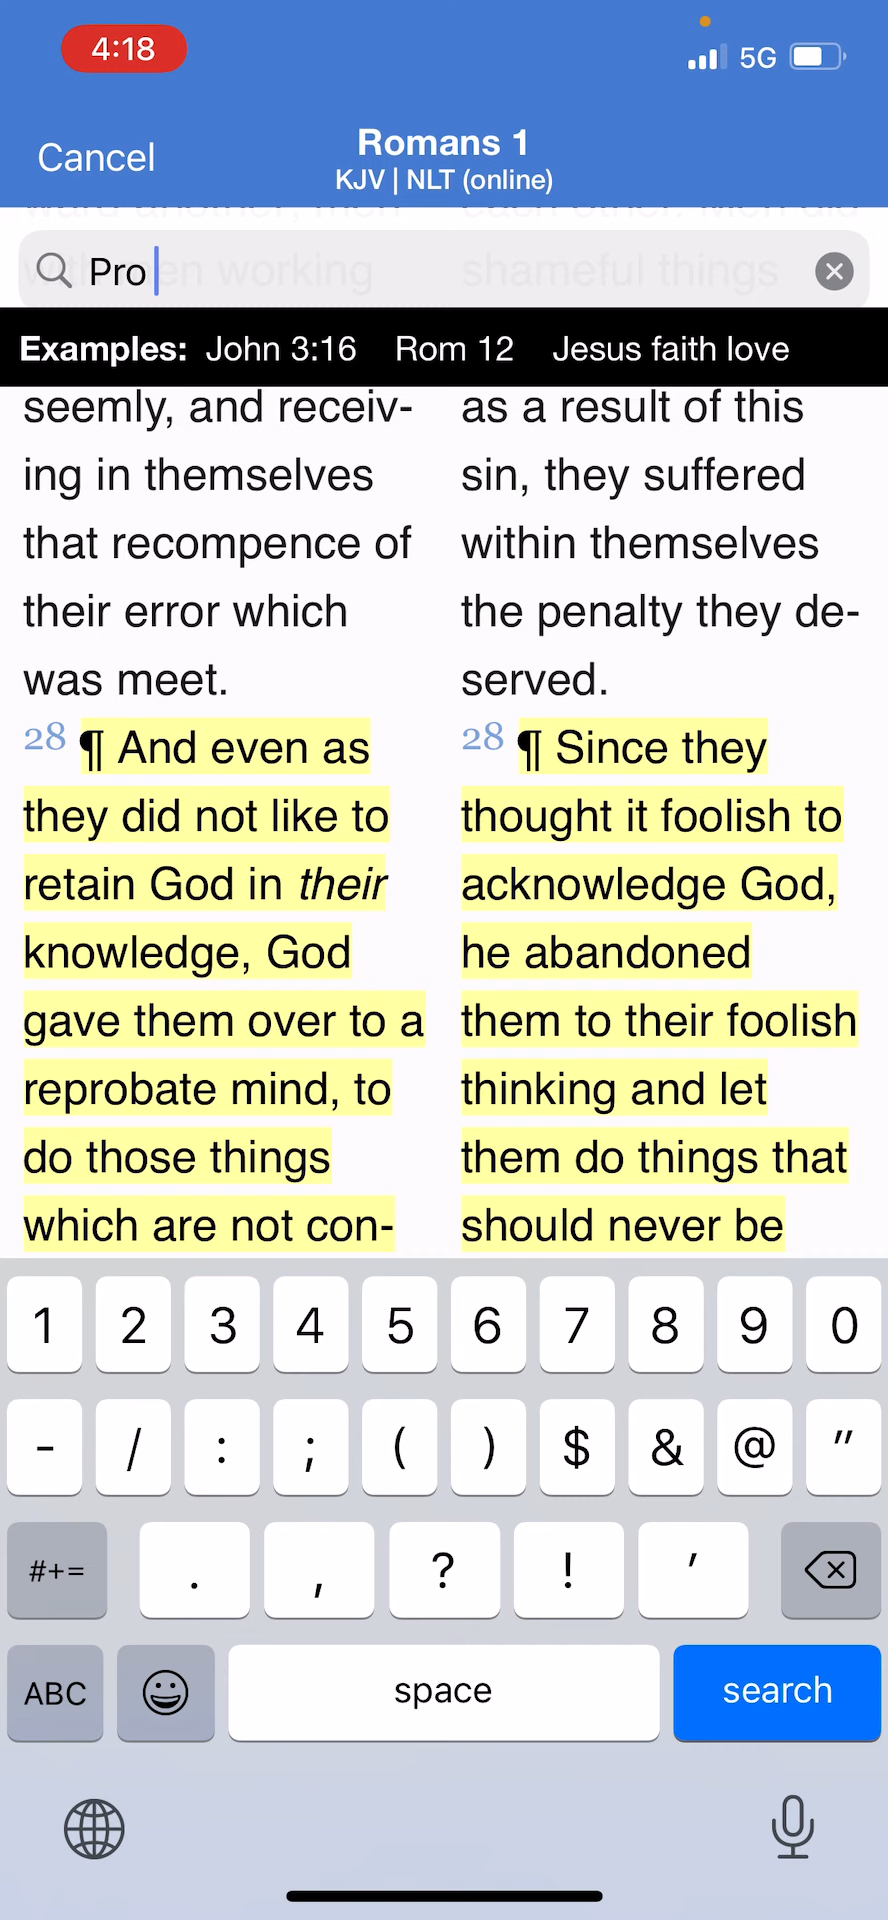 4:18
5G
Cancel
Romans 1
KJV | NLT (online)
Pro
Examples: John 3:16 Rom 12 Jesus faith love
seemly, and receiv-
ing in themselves
that recompence of
their error which
was meet.
28 ¶ And even as
they did not like to
retain God in their
knowledge, God
gave them over to a
reprobate mind, to
do those things
which are not con-
as a result of this
sin, they suffered
within themselves
the penalty they de-
served.
28 ¶ Since they
thought it foolish to
acknowledge God,
he abandoned
them to their foolish
thinking and let
them do things that
should never be
1 2 3 4 5 6 7 8 9 0
- / : ; ( ) $ & @ "
#+= . , ? ! '
ABC space search